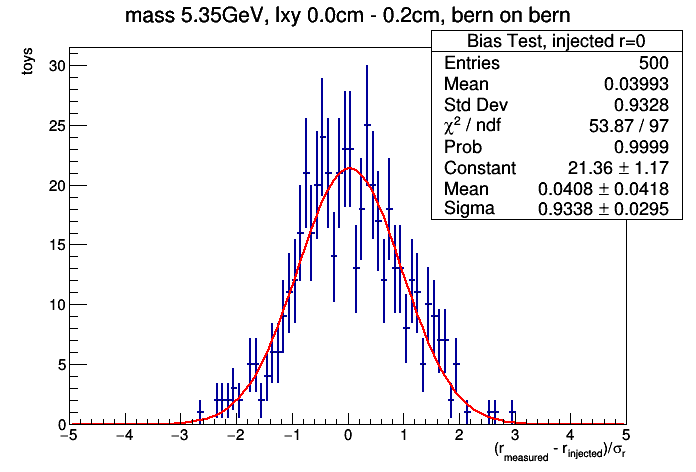 mass 5.35GeV, lxy 0.0cm - 0.2cm, bern on bern
Bias Test, injected r=0
Entries 500
Mean 0.03993
Std Dev 0.9328
χ² / ndf 53.87 / 97
Prob 0.9999
Constant 21.36 ± 1.17
Mean 0.0408 ± 0.0418
Sigma 0.9338 ± 0.0295
toys
30
25
20
15
10
5
0
−5 −4 −3 −2 −1 0 1 2 3 4 5
(r_measured - r_injected)/σ_r